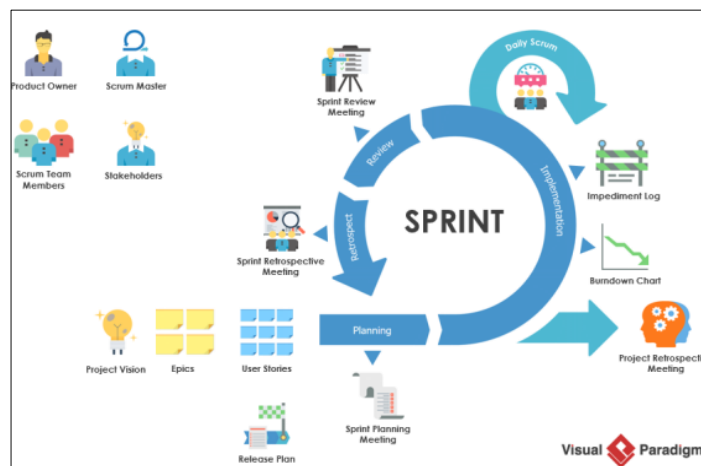 Product Owner
Scrum Master
Scrum Team
Members
Stakeholders
Sprint Review
Meeting
Daily Scrum
Review
Implementation
Impediment Log
SPRINT
Retrospect
Sprint Retrospective
Meeting
Burndown Chart
Planning
Project Vision
Epics
User Stories
Project Retrospecti
Meeting
Sprint Planning
Meeting
Release Plan
Visual Paradigm